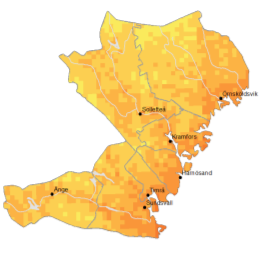 Örnsköldsvik
Sollefteå
Kramfors
Härnösand
Ånge
Timrå
Sundsvall